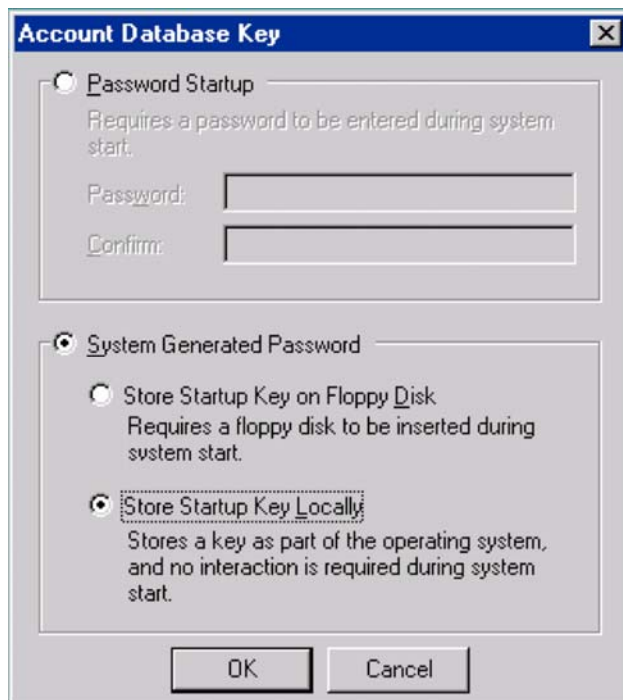 Account Database Key
Password Startup
Requires a password to be entered during system
start.
Password:
Confirm:
System Generated Password
Store Startup Key on Floppy Disk
Requires a floppy disk to be inserted during
system start.
Store Startup Key Locally
Stores a key as part of the operating system,
and no interaction is required during system
start.
OK Cancel